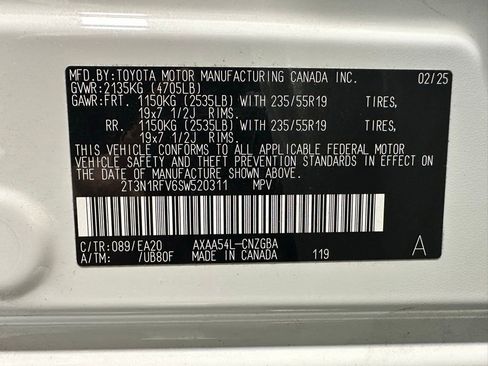 MFD.BY:TOYOTA MOTOR MANUFACTURING CANADA INC. 02/25
GVWR:2135KG (4705LB)
GAWR:FRT. 1150KG (2535LB) WITH 235/55R19 TIRES,
19x7 1/2J RIMS.
RR. 1150KG (2535LB) WITH 235/55R19 TIRES,
19x7 1/2J RIMS.
THIS VEHICLE CONFORMS TO ALL APPLICABLE FEDERAL MOTOR
VEHICLE SAFETY AND THEFT PREVENTION STANDARDS IN EFFECT
ON THE DATE OF MANUFACTURE SHOWN ABOVE.
2T3N1RFV6SW520311 MPV
C/TR:089/EA20 AXAA54L-CNZGBA
A/TM: /UB80F MADE IN CANADA 119 A